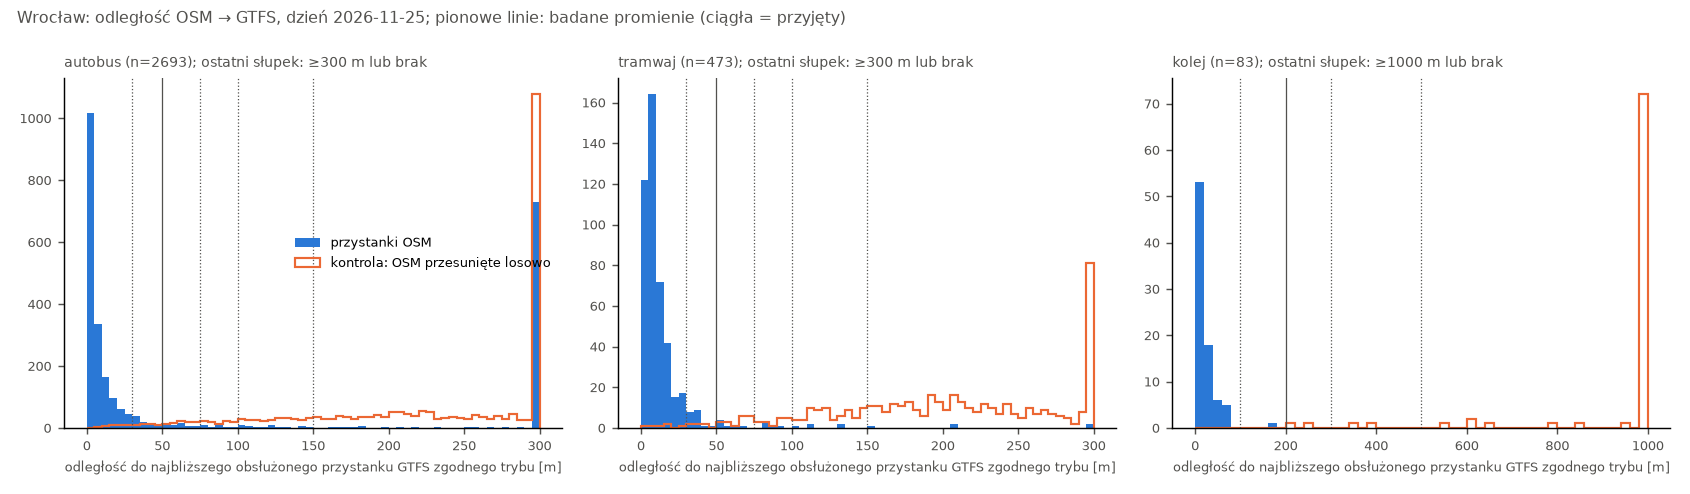 Wrocław: odległość OSM → GTFS, dzień 2026-11-25; pionowe linie: badane promienie (ciągła = przyjęty)
autobus (n=2693); ostatni słupek: ≥300 m lub brak
1000
800
600
400
200
0
przystanki OSM
kontrola: OSM przesunięte losowo
0 50 100 150 200 250 300
odległość do najbliższego obsłużonego przystanku GTFS zgodnego trybu [m]
tramwaj (n=473); ostatni słupek: ≥300 m lub brak
160
140
120
100
80
60
40
20
0
0 50 100 150 200 250 300
odległość do najbliższego obsłużonego przystanku GTFS zgodnego trybu [m]
kolej (n=83); ostatni słupek: ≥1000 m lub brak
70
60
50
40
30
20
10
0
0 200 400 600 800 1000
odległość do najbliższego obsłużonego przystanku GTFS zgodnego trybu [m]